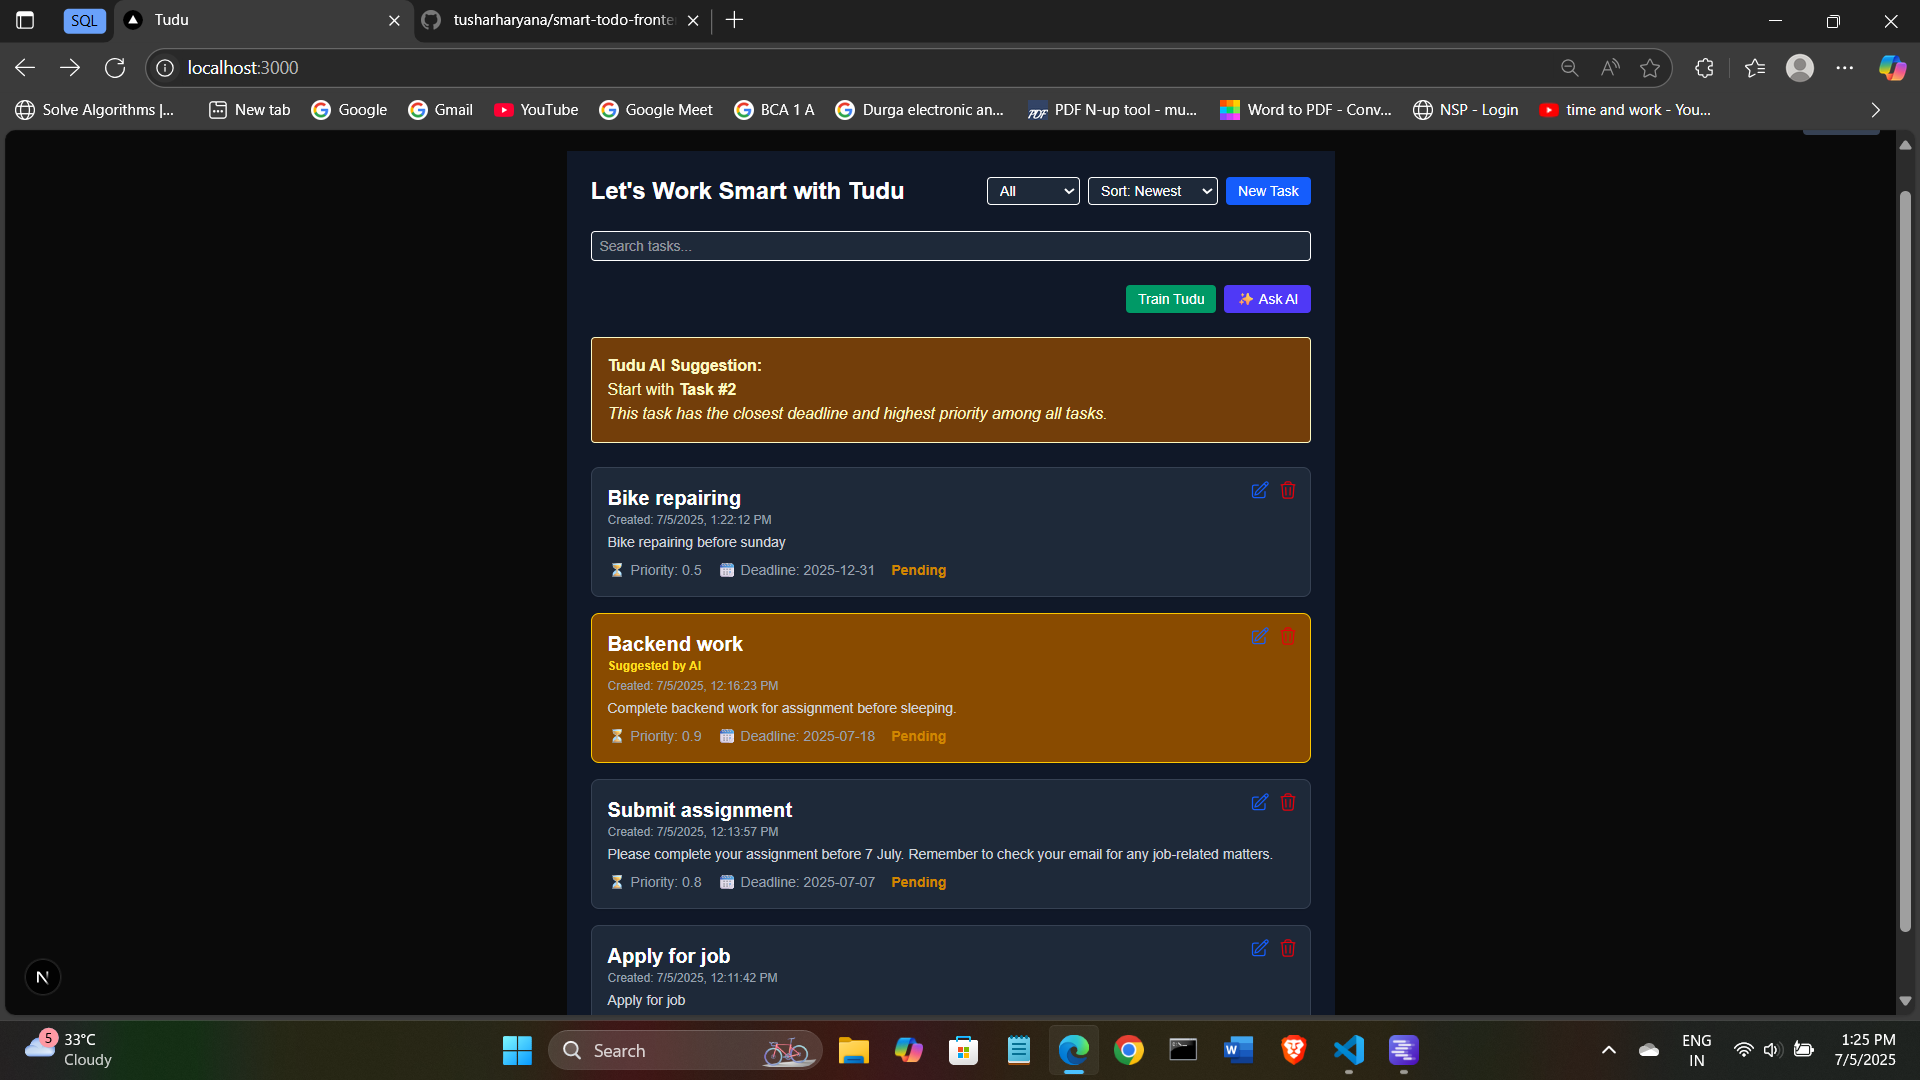 SQL
Tudu
tusharharyana/smart-todo-fronte
localhost:3000
Solve Algorithms |...
New tab
Google
Gmail
YouTube
Google Meet
BCA 1 A
Durga electronic an...
PDF N-up tool - mu...
Word to PDF - Conv...
NSP - Login
time and work - You...
Let's Work Smart with Tudu
All
Sort: Newest
New Task
Search tasks...
Train Tudu
✨ Ask AI
Tudu AI Suggestion:
Start with Task #2
This task has the closest deadline and highest priority among all tasks.
Bike repairing
Created: 7/5/2025, 1:22:12 PM
Bike repairing before sunday
⏳ Priority: 0.5 🗓️ Deadline: 2025-12-31 Pending
Backend work
Suggested by AI
Created: 7/5/2025, 12:16:23 PM
Complete backend work for assignment before sleeping.
⏳ Priority: 0.9 🗓️ Deadline: 2025-07-18 Pending
Submit assignment
Created: 7/5/2025, 12:13:57 PM
Please complete your assignment before 7 July. Remember to check your email for any job-related matters.
⏳ Priority: 0.8 🗓️ Deadline: 2025-07-07 Pending
Apply for job
Created: 7/5/2025, 12:11:42 PM
Apply for job
N
5
33°C
Cloudy
Search
ENG
IN
1:25 PM
7/5/2025